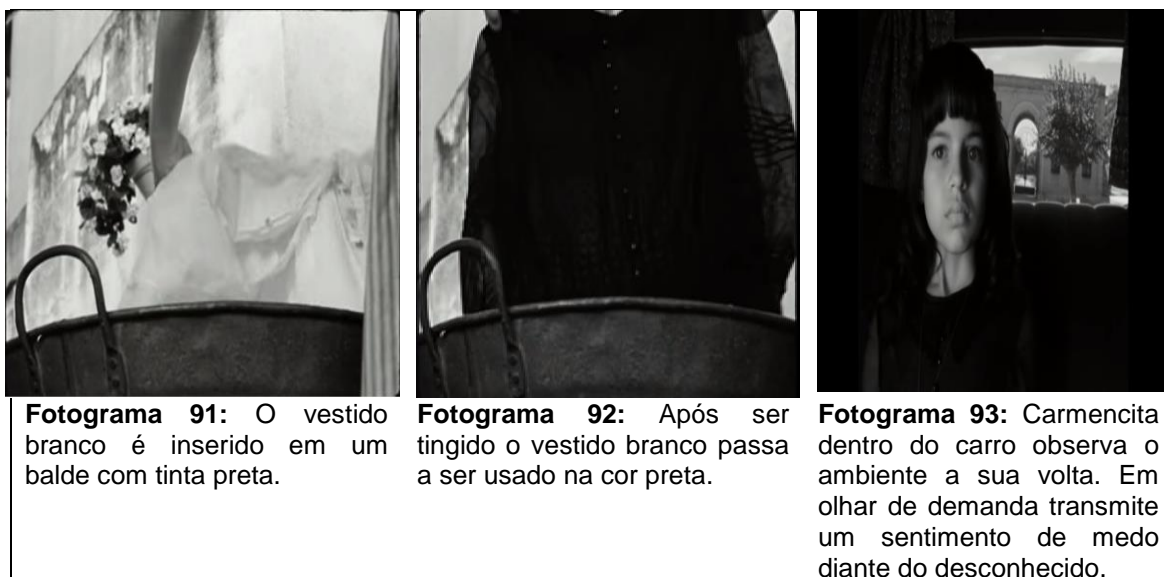 Fotograma 91: O vestido
branco é inserido em um
balde com tinta preta.
Fotograma 92: Após ser
tingido o vestido branco passa
a ser usado na cor preta.
Fotograma 93: Carmencita
dentro do carro observa o
ambiente a sua volta. Em
olhar de demanda transmite
um sentimento de medo
diante do desconhecido.